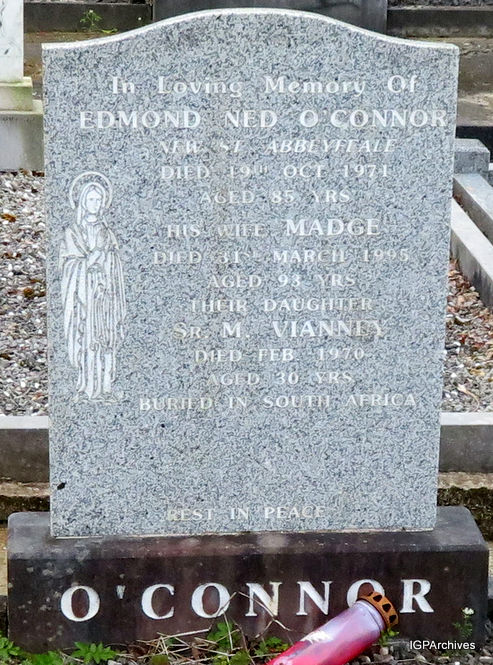 In Loving Memory Of
EDMOND NED O'CONNOR
NEW ST. ABBEYFEALE
DIED 19TH OCT. 1971
AGED 85 YRS
HIS WIFE MADGE
DIED 31ST MARCH 1995
AGED 93 YRS
THEIR DAUGHTER
SR. M. VIANNEY
DIED FEB. 1970
AGED 30 YRS
BURIED IN SOUTH AFRICA
REST IN PEACE
O'CONNOR
IGPArchives